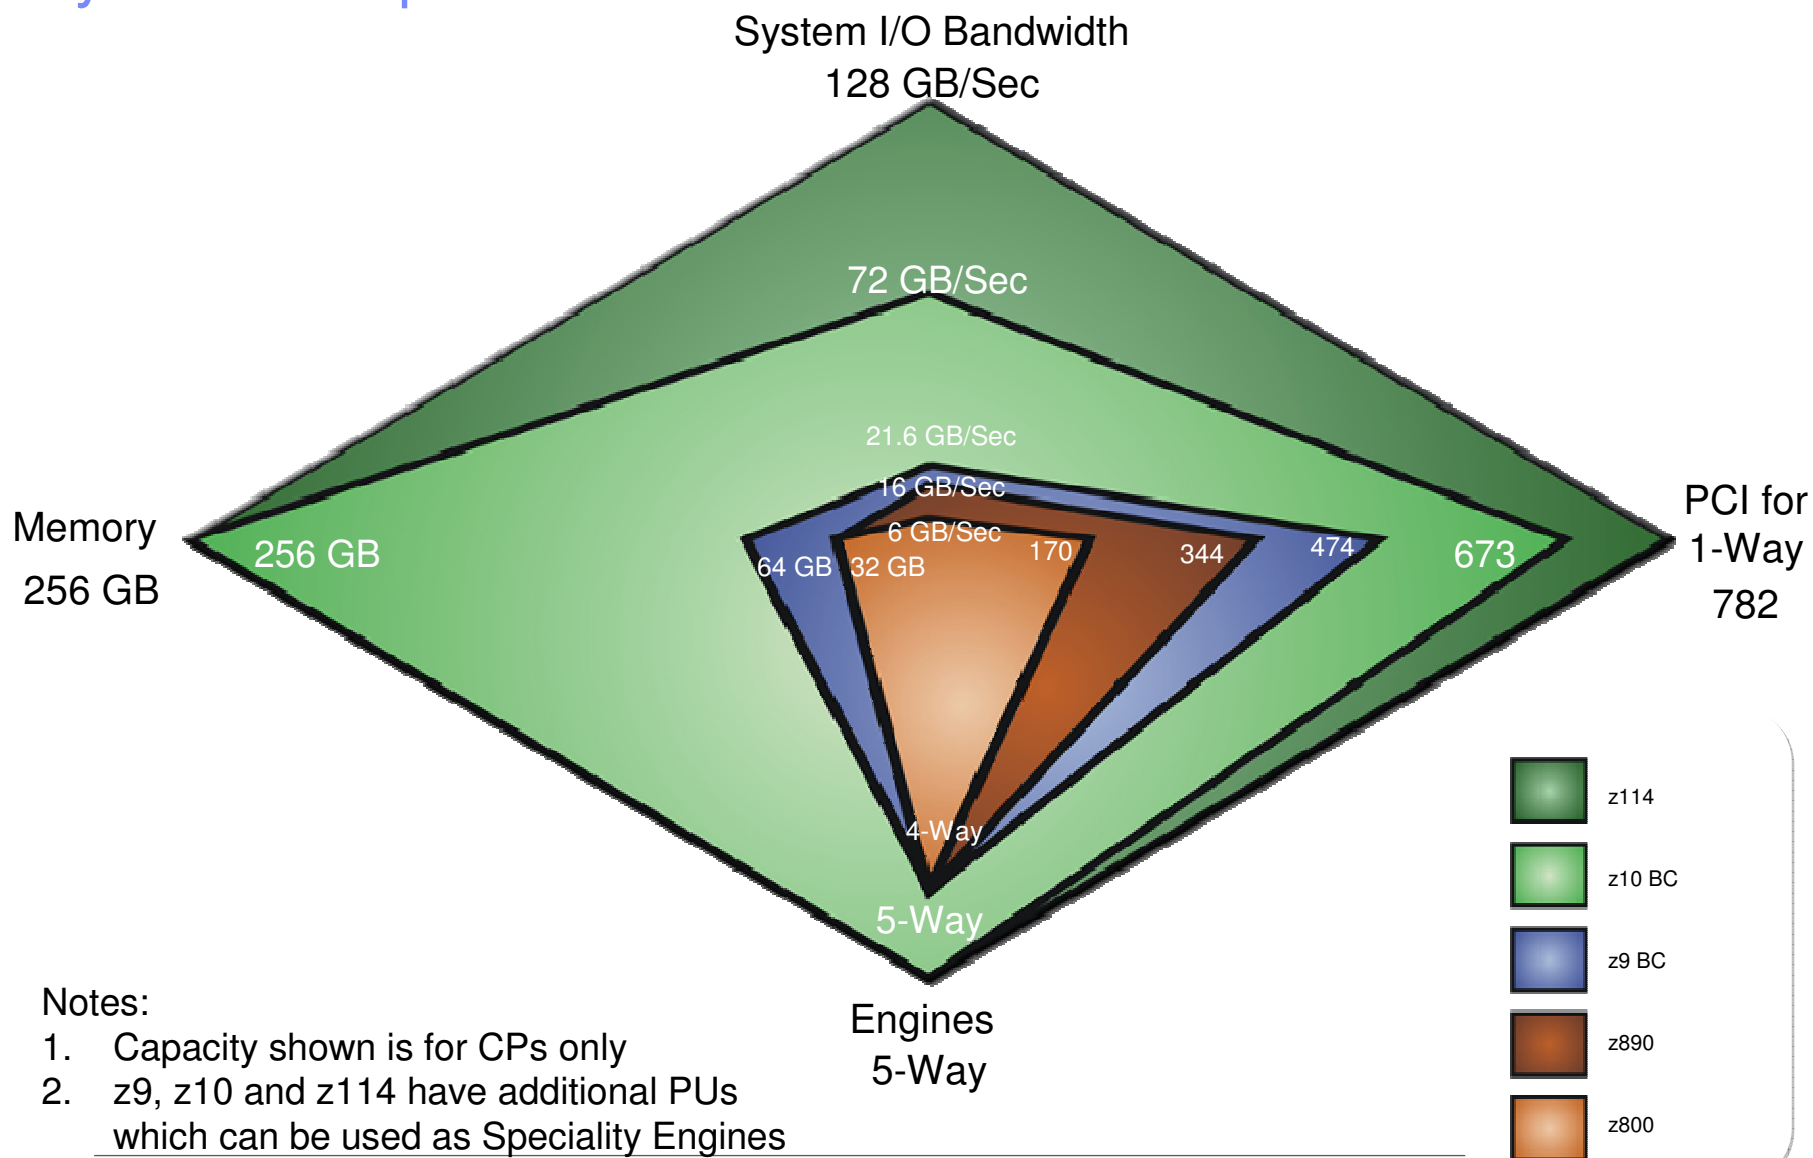 System I/O Bandwidth
128 GB/Sec
72 GB/Sec
21.6 GB/Sec
16 GB/Sec
6 GB/Sec
Memory
256 GB
256 GB
64 GB
32 GB
170
344
474
673
PCI for
1-Way
782
4-Way
5-Way
Engines
5-Way
z114
z10 BC
z9 BC
z890
z800
Notes:
1. Capacity shown is for CPs only
2. z9, z10 and z114 have additional PUs
which can be used as Speciality Engines